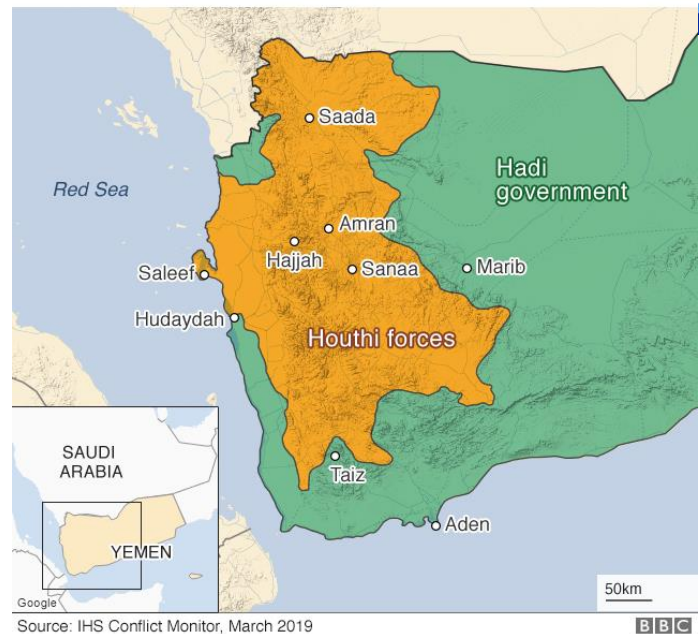 Saada
Hadi
government
Red Sea
Amran
Hajjah
Sanaa
Marib
Saleef
Hudaydah
Houthi forces
SAUDI
ARABIA
Taiz
Aden
YEMEN
50km
Google
Source: IHS Conflict Monitor, March 2019
BBC